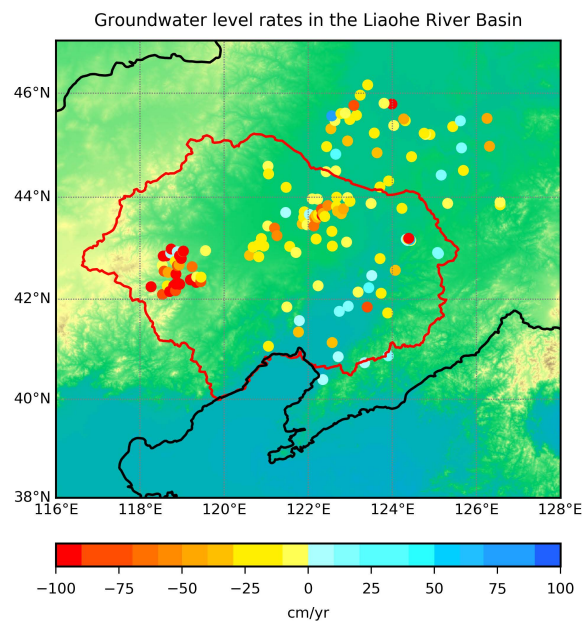 Groundwater level rates in the Liaohe River Basin
46°N
44°N
42°N
40°N
38°N
116°E 118°E 120°E 122°E 124°E 126°E 128°E
−100 −75 −50 −25 0 25 50 75 100
cm/yr